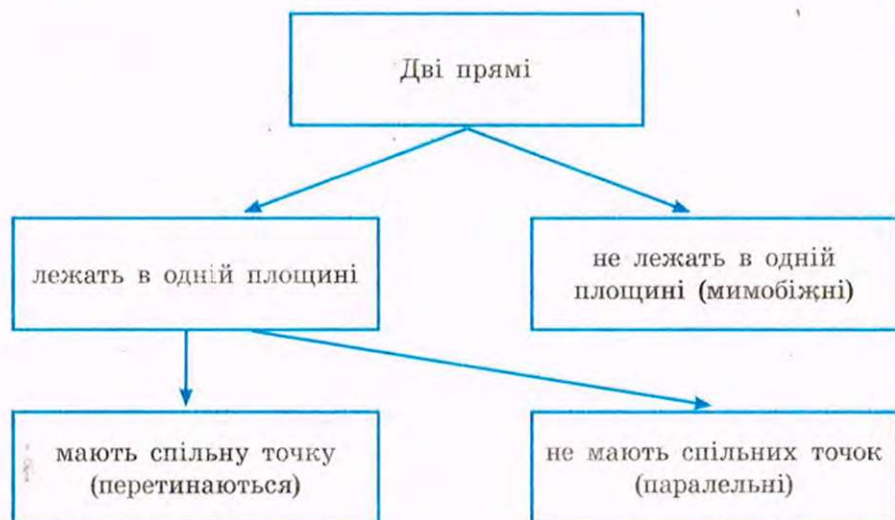 Дві прямі
лежать в одній площині
не лежать в одній
площині (мимобіжні)
мають спільну точку
(перетинаються)
не мають спільних точок
(паралельні)